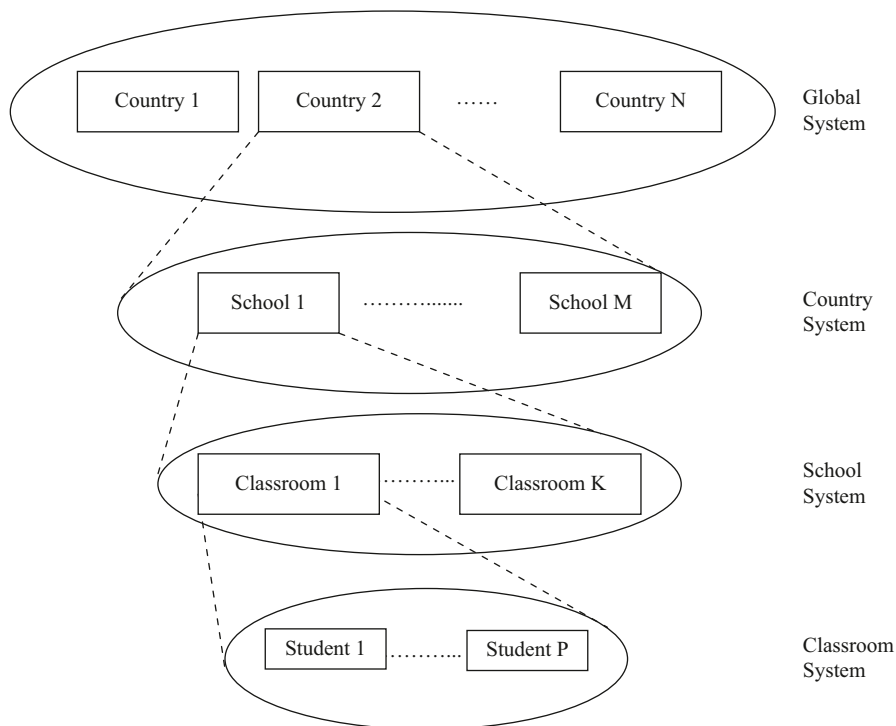 Country 1
Country 2
......
Country N
Global
System
School 1
...............
School M
Country
System
Classroom 1
............
Classroom K
School
System
Student 1
............
Student P
Classroom
System